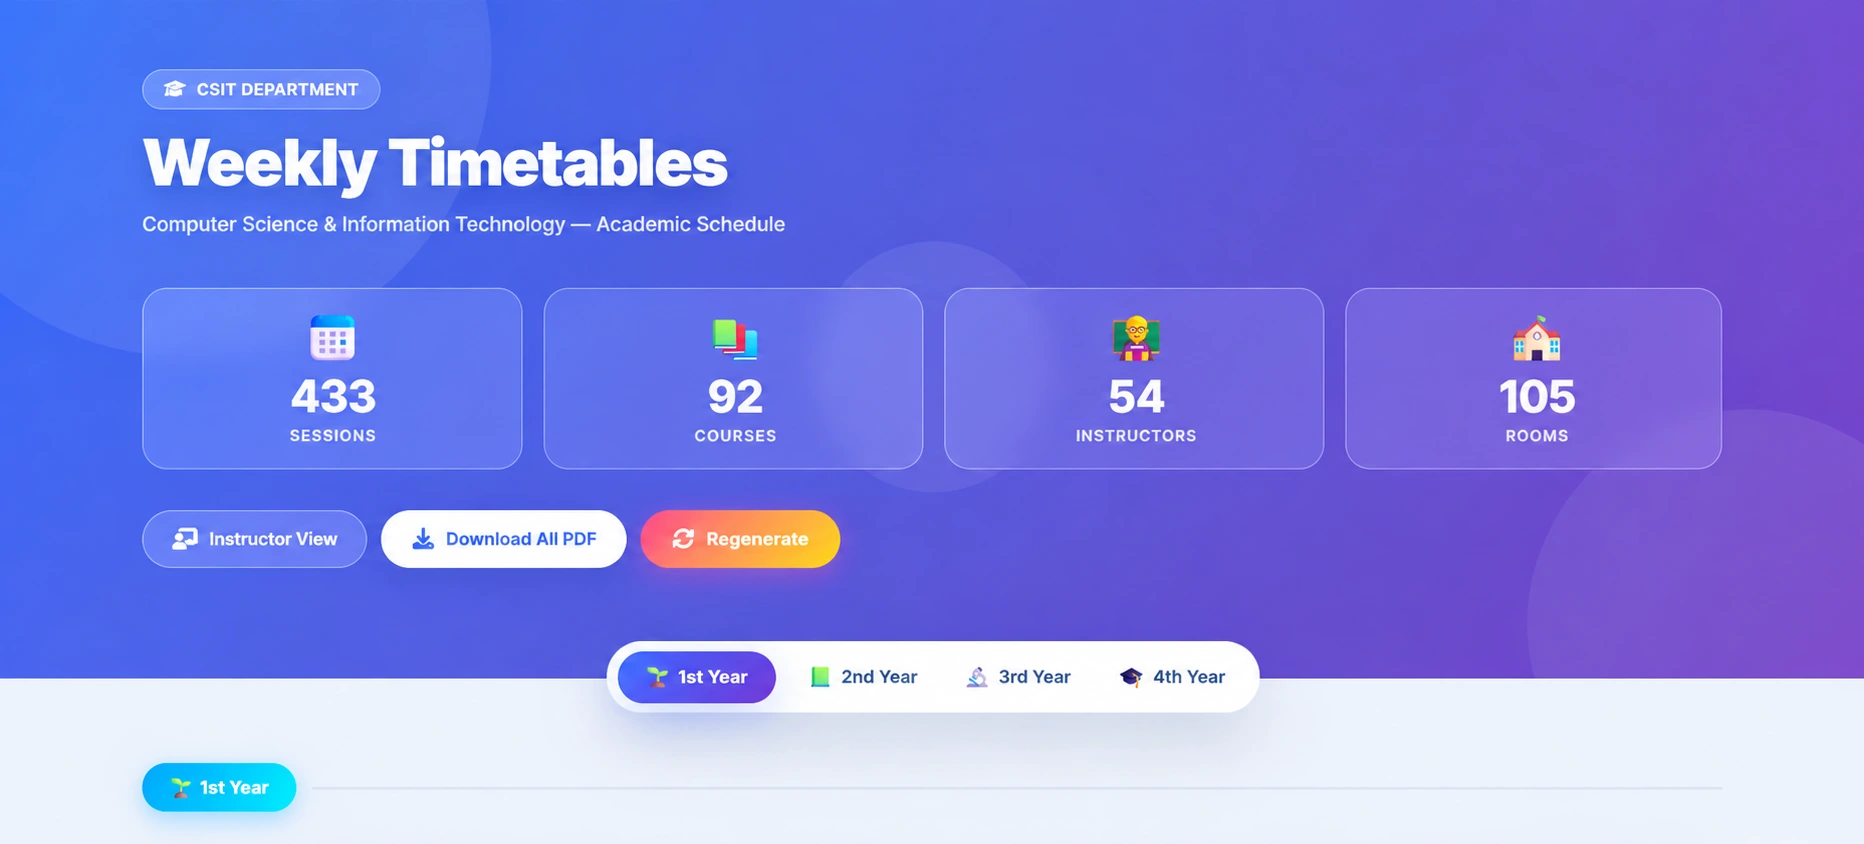 CSIT DEPARTMENT
Weekly Timetables
Computer Science & Information Technology — Academic Schedule
433
SESSIONS
92
COURSES
54
INSTRUCTORS
105
ROOMS
Instructor View
Download All PDF
Regenerate
1st Year
2nd Year
3rd Year
4th Year
1st Year